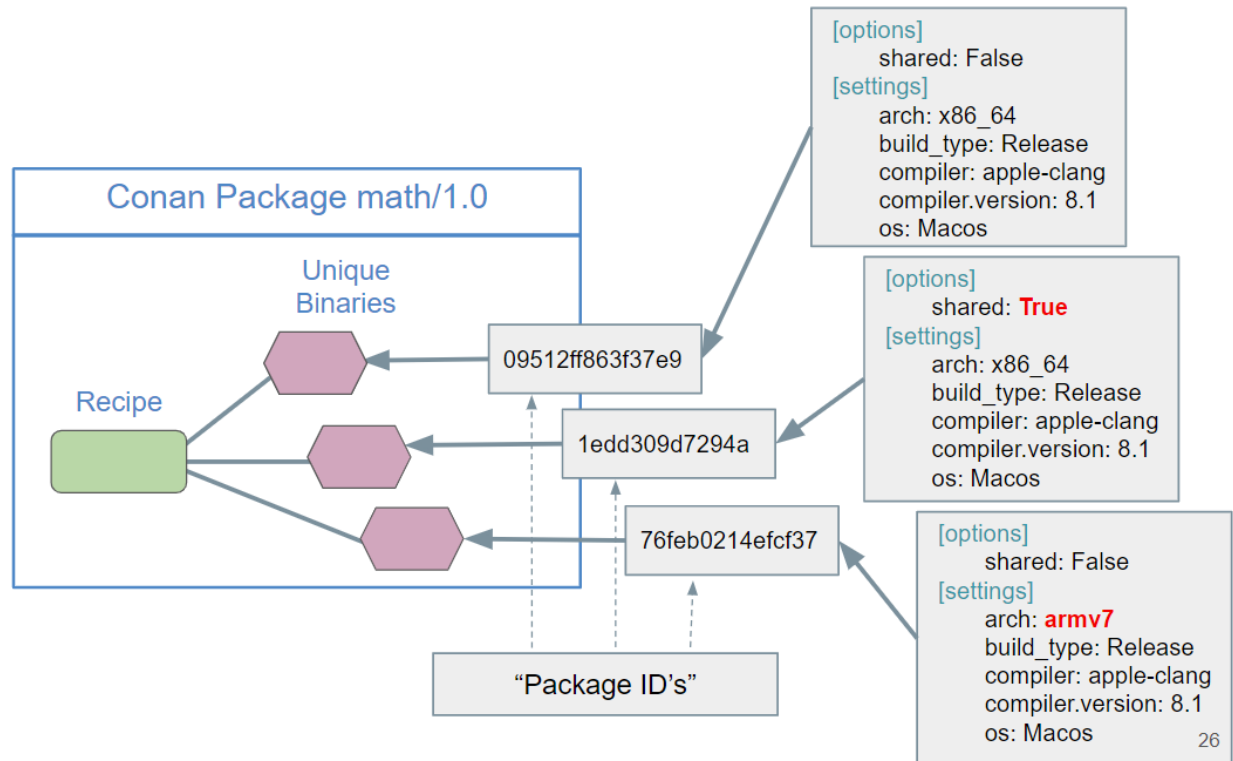 [options]
shared: False
[settings]
arch: x86_64
build_type: Release
compiler: apple-clang
compiler.version: 8.1
os: Macos
Conan Package math/1.0
Unique
Binaries
Recipe
09512ff863f37e9
1edd309d7294a
76feb0214efcf37
"Package ID's"
[options]
shared: True
[settings]
arch: x86_64
build_type: Release
compiler: apple-clang
compiler.version: 8.1
os: Macos
[options]
shared: False
[settings]
arch: armv7
build_type: Release
compiler: apple-clang
compiler.version: 8.1
os: Macos
26